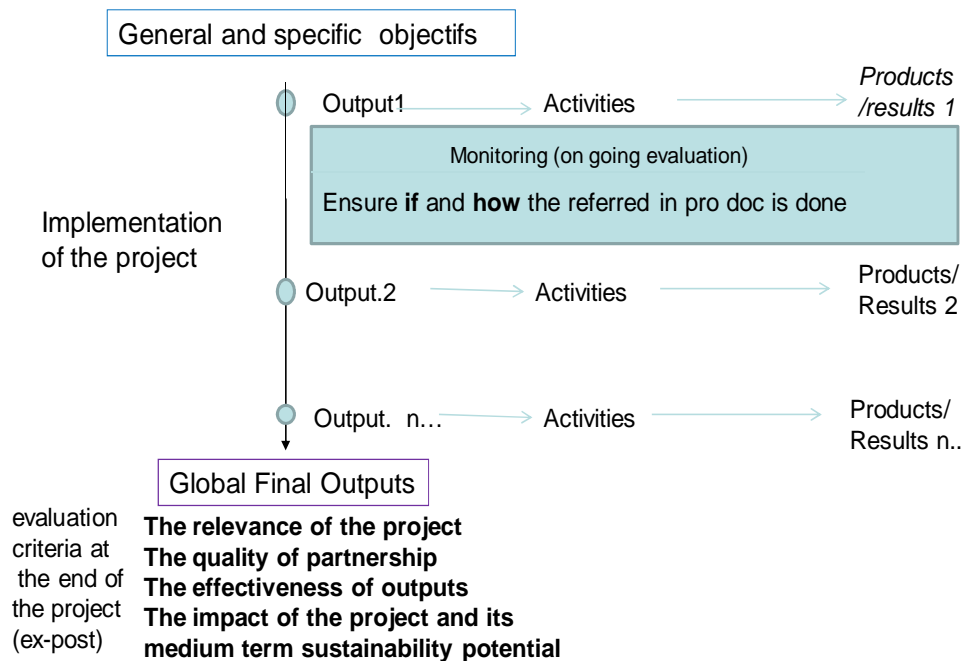 General and specific objectifs
Output1 Activities Products
/results 1
Monitoring (on going evaluation)
Ensure if and how the referred in pro doc is done
Implementation
of the project
Output.2 Activities Products/
Results 2
Output. n… Activities Products/
Results n..
Global Final Outputs
evaluation
criteria at
the end of
the project
(ex-post)
The relevance of the project
The quality of partnership
The effectiveness of outputs
The impact of the project and its
medium term sustainability potential